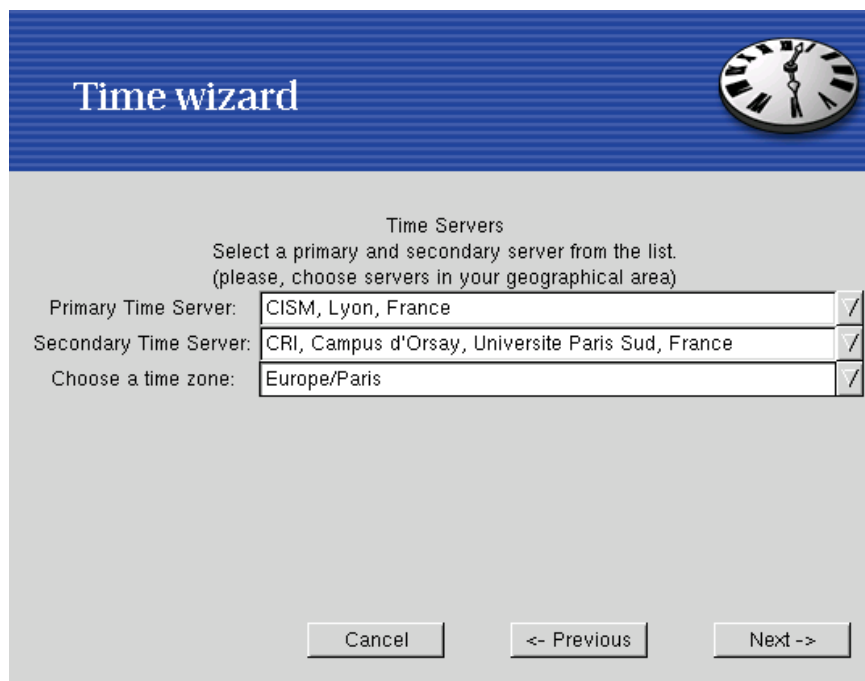 Time wizard
Time Servers
Select a primary and secondary server from the list.
(please, choose servers in your geographical area)
Primary Time Server: CISM, Lyon, France
Secondary Time Server: CRI, Campus d'Orsay, Universite Paris Sud, France
Choose a time zone: Europe/Paris
Cancel <- Previous Next ->